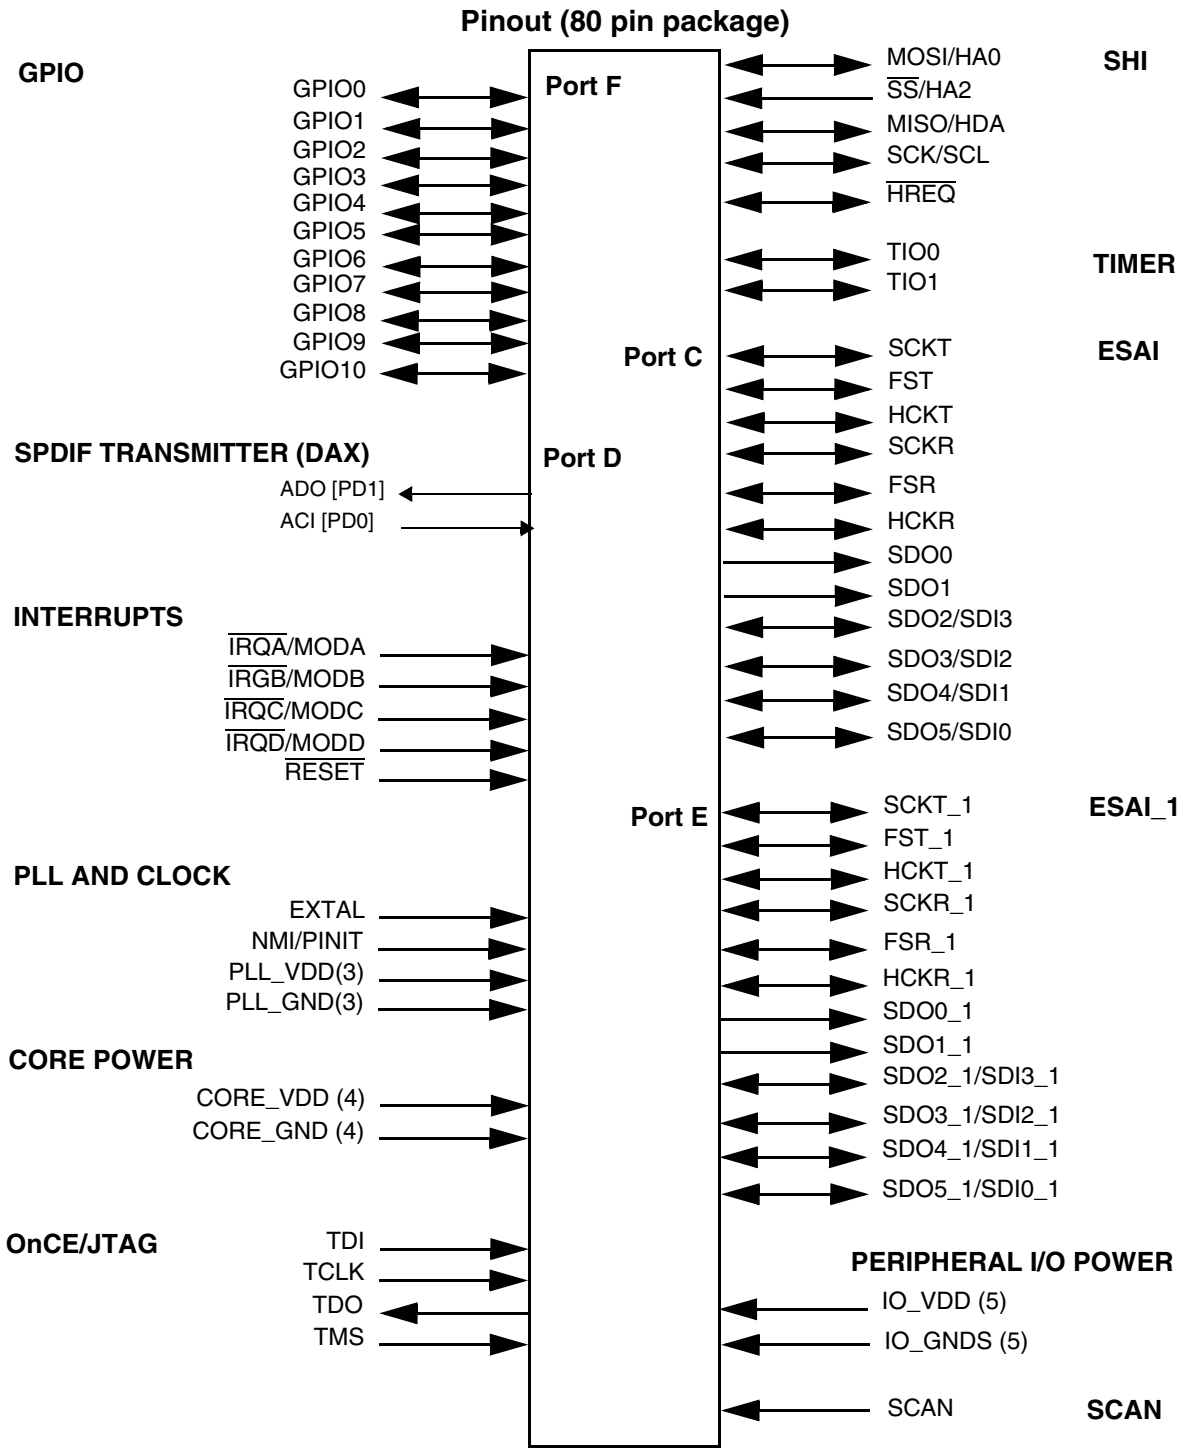 Pinout (80 pin package)
GPIO
GPIO0
GPIO1
GPIO2
GPIO3
GPIO4
GPIO5
GPIO6
GPIO7
GPIO8
GPIO9
GPIO10
SPDIF TRANSMITTER (DAX)
ADO [PD1]
ACI [PD0]
INTERRUPTS
IRQA/MODA
IRGB/MODB
IRQC/MODC
IRQD/MODD
RESET
PLL AND CLOCK
EXTAL
NMI/PINIT
PLL_VDD(3)
PLL_GND(3)
CORE POWER
CORE_VDD (4)
CORE_GND (4)
OnCE/JTAG
TDI
TCLK
TDO
TMS
Port F
Port C
Port D
Port E
SHI
MOSI/HA0
SS/HA2
MISO/HDA
SCK/SCL
HREQ
TIMER
TIO0
TIO1
ESAI
SCKT
FST
HCKT
SCKR
FSR
HCKR
SDO0
SDO1
SDO2/SDI3
SDO3/SDI2
SDO4/SDI1
SDO5/SDI0
ESAI_1
SCKT_1
FST_1
HCKT_1
SCKR_1
FSR_1
HCKR_1
SDO0_1
SDO1_1
SDO2_1/SDI3_1
SDO3_1/SDI2_1
SDO4_1/SDI1_1
SDO5_1/SDI0_1
PERIPHERAL I/O POWER
IO_VDD (5)
IO_GNDS (5)
SCAN
SCAN